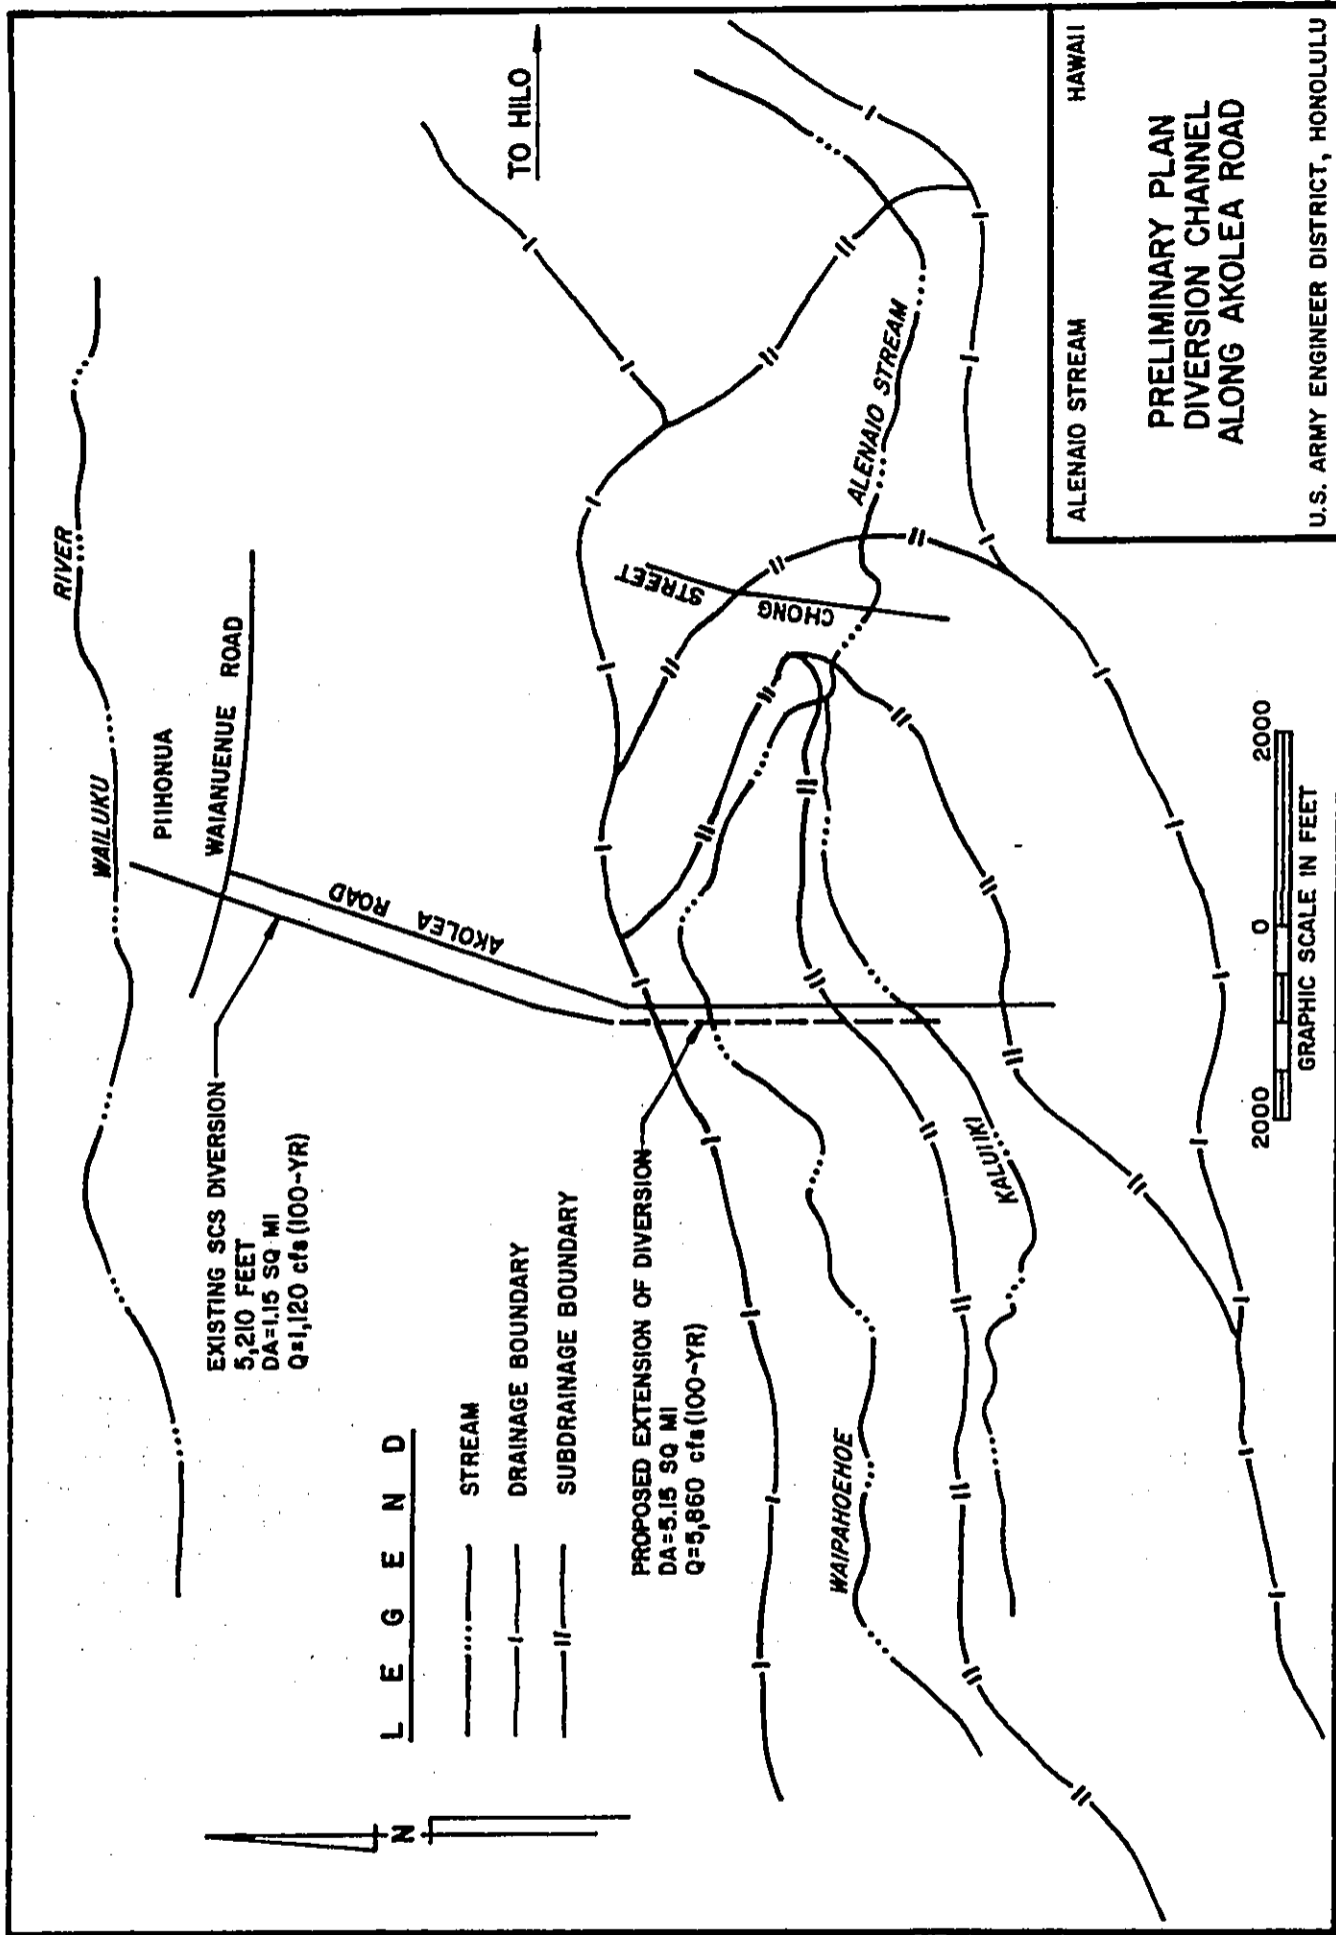 WAILUKU RIVER
PIIHONUA
WAIANUENUE ROAD
TO HILO
AKOLEA ROAD
EXISTING SCS DIVERSION
5,210 FEET
DA=1.15 SQ MI
Q=1,120 cfs (100-YR)
LEGEND
STREAM
DRAINAGE BOUNDARY
SUBDRAINAGE BOUNDARY
N
PROPOSED EXTENSION OF DIVERSION
DA=5.15 SQ MI
Q=5,860 cfs (100-YR)
CHONG STREET
ALENAIO STREAM
WAIPAHOEHOE
KALUIIKI
2000 0 2000
GRAPHIC SCALE IN FEET
ALENAIO STREAM HAWAII
PRELIMINARY PLAN
DIVERSION CHANNEL
ALONG AKOLEA ROAD
U.S. ARMY ENGINEER DISTRICT, HONOLULU